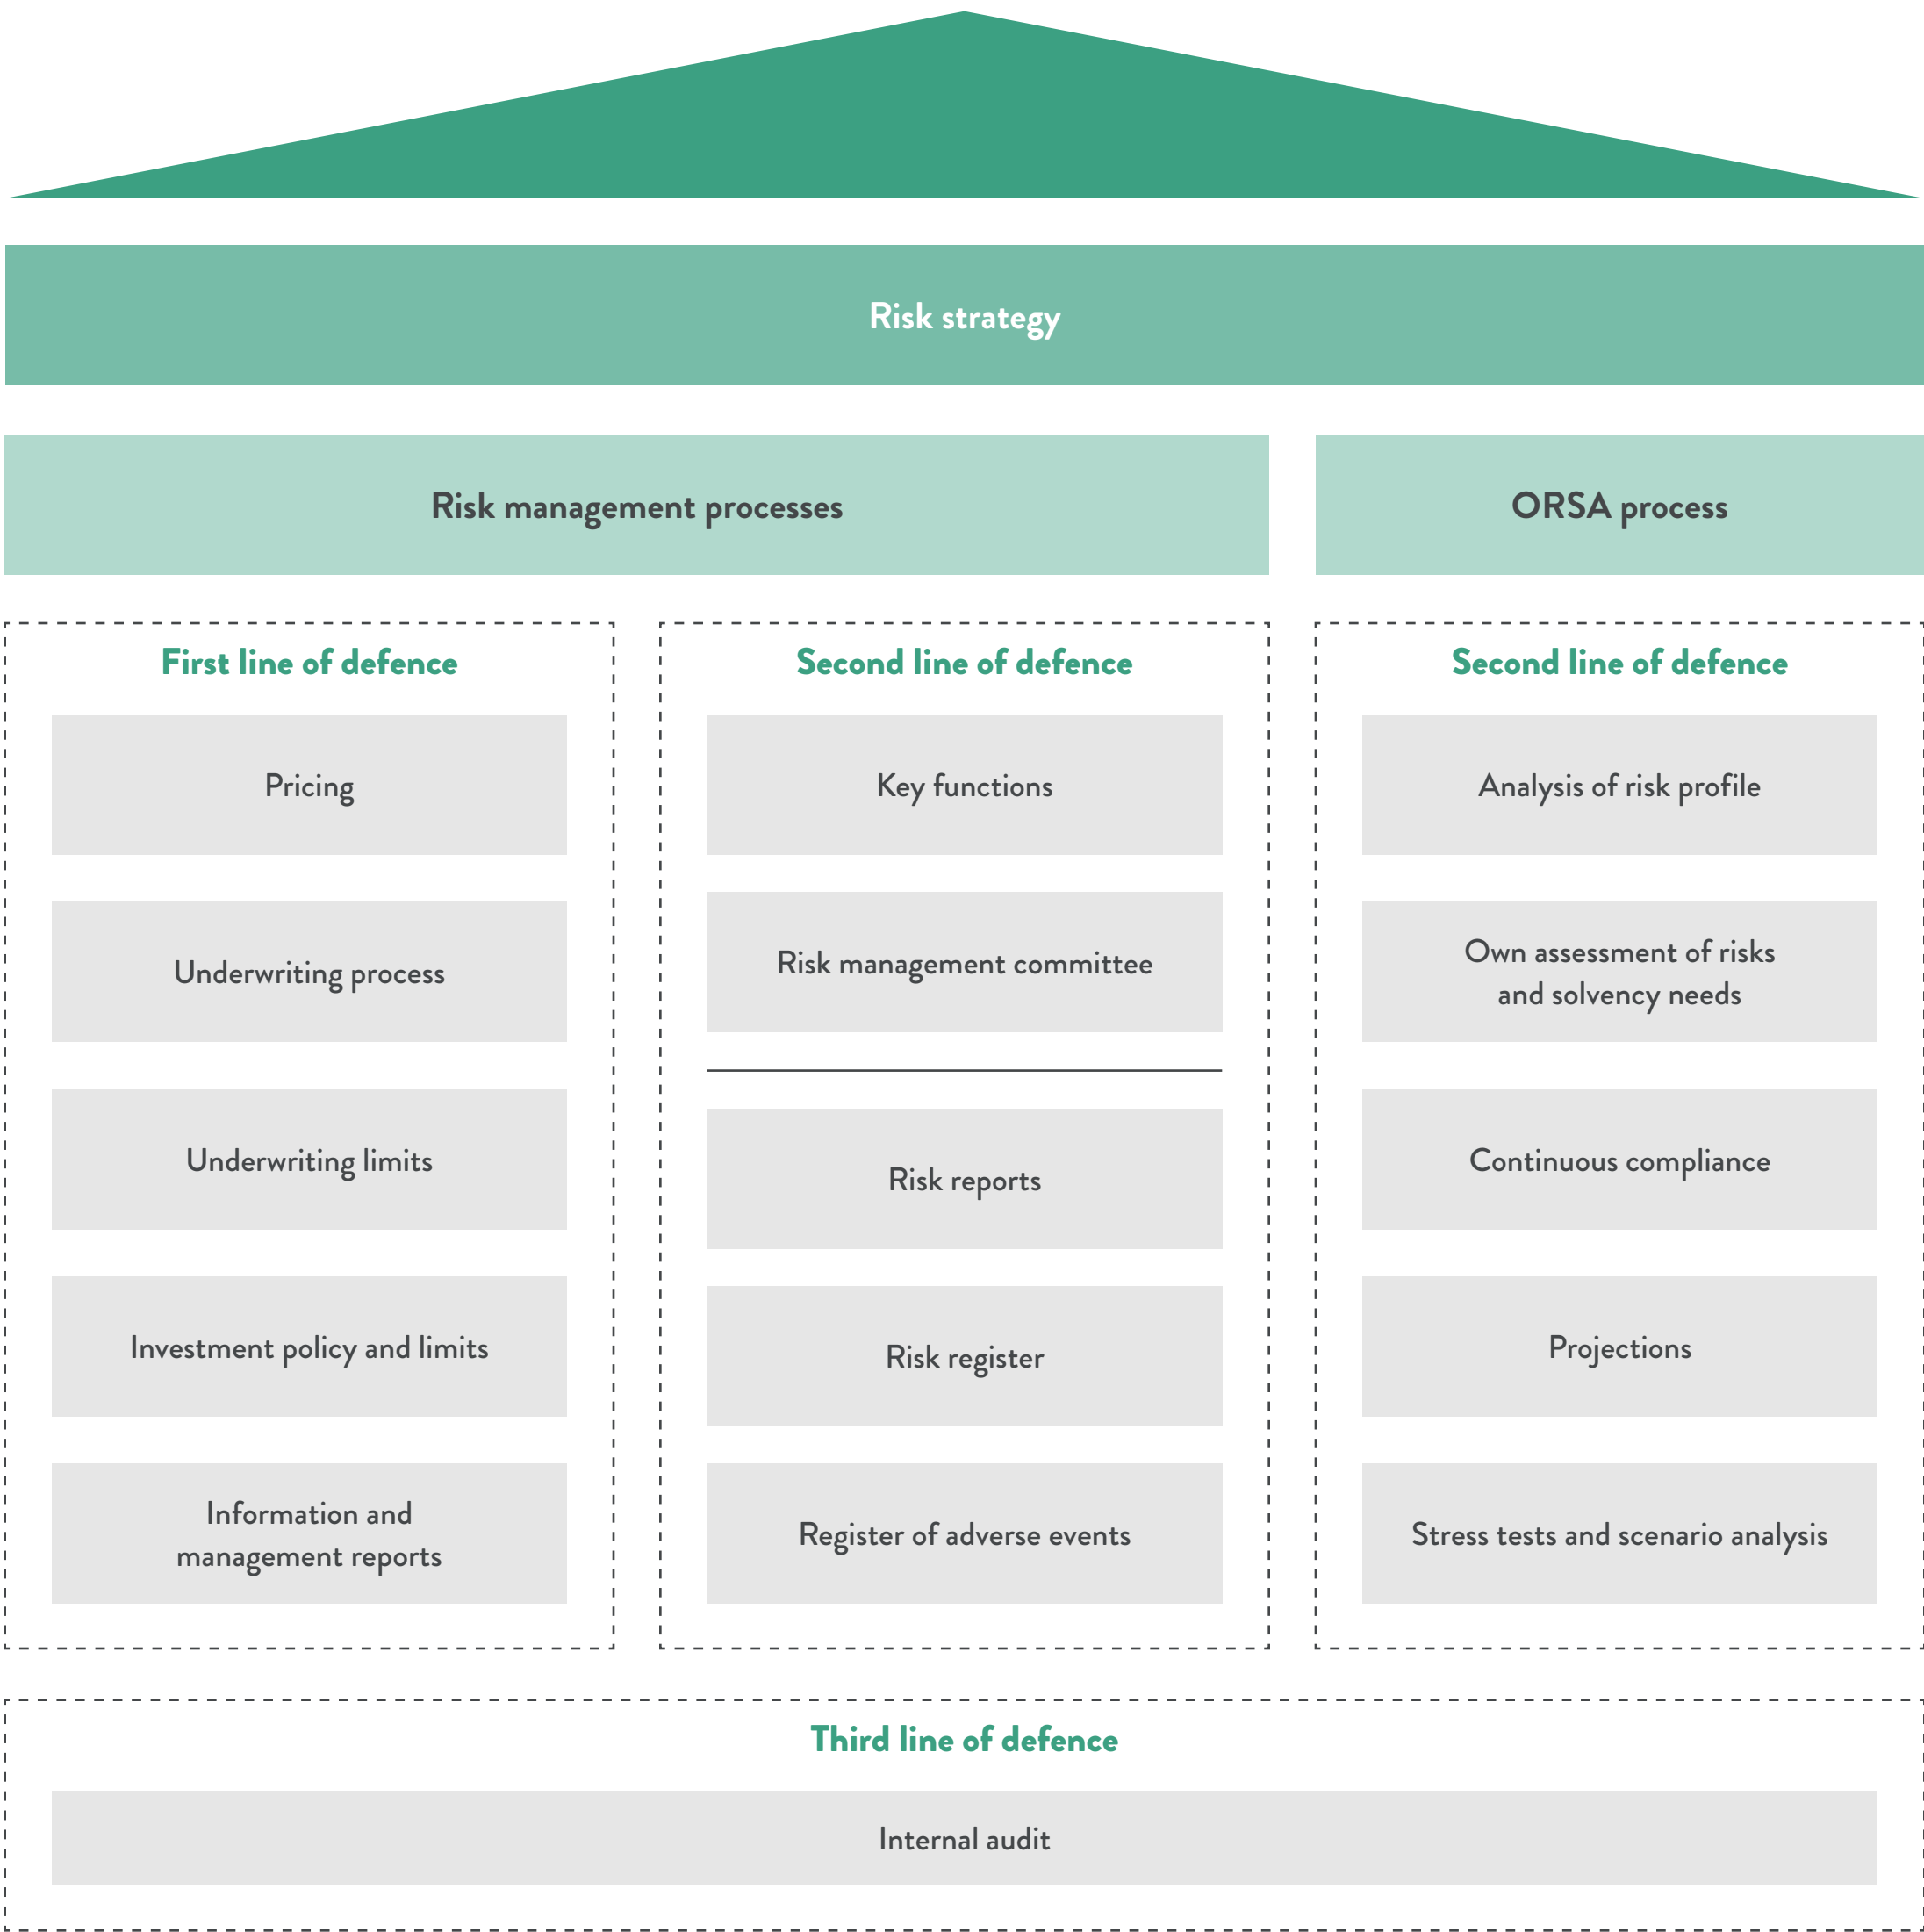 Risk strategy
Risk management processes
ORSA process
First line of defence
Pricing
Underwriting process
Underwriting limits
Investment policy and limits
Information and
management reports
Second line of defence
Key functions
Risk management committee
Risk reports
Risk register
Register of adverse events
Second line of defence
Analysis of risk profile
Own assessment of risks
and solvency needs
Continuous compliance
Projections
Stress tests and scenario analysis
Third line of defence
Internal audit